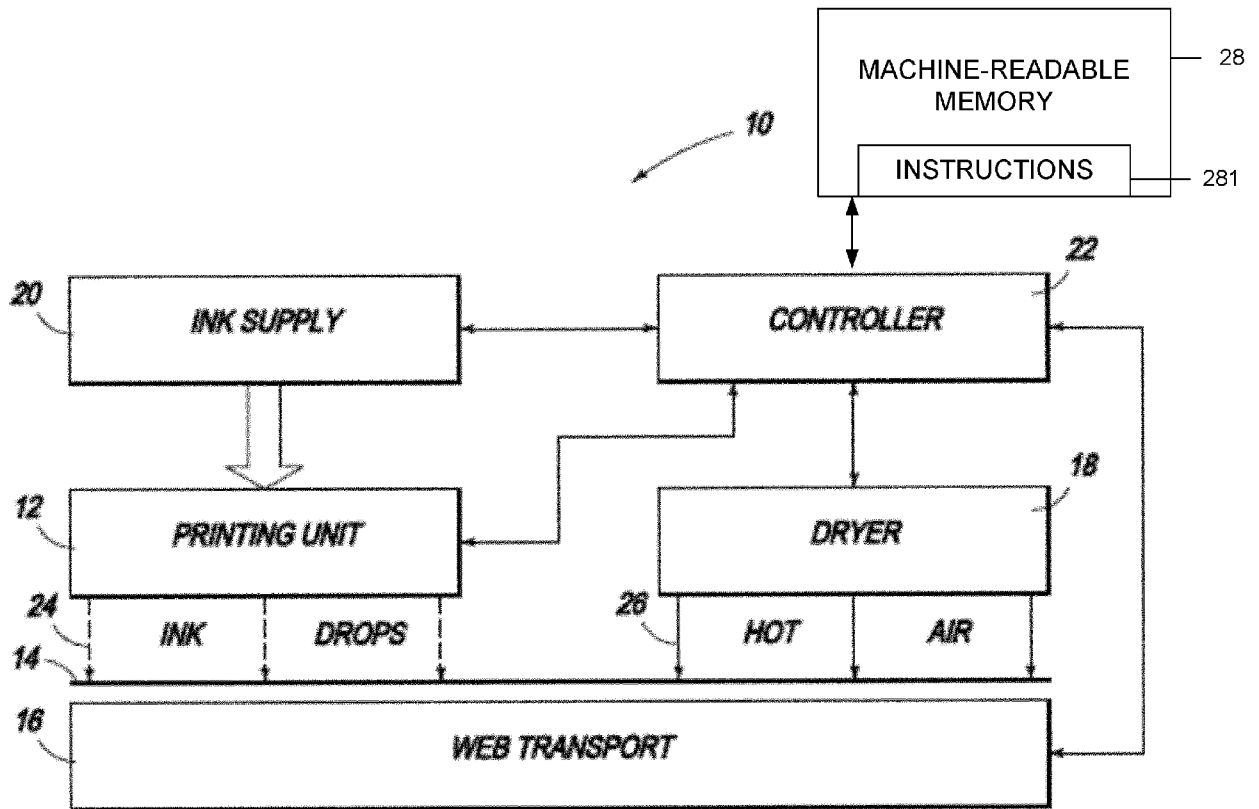 MACHINE-READABLE
MEMORY
28
INSTRUCTIONS
281
10
20
INK SUPPLY
22
CONTROLLER
12
PRINTING UNIT
18
DRYER
24
INK DROPS
26
HOT AIR
14
16
WEB TRANSPORT